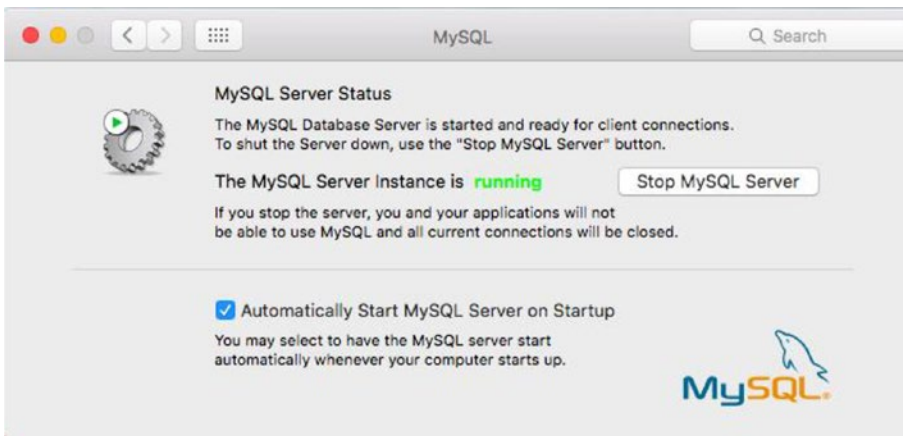 MySQL
Search
MySQL Server Status
The MySQL Database Server is started and ready for client connections.
To shut the Server down, use the "Stop MySQL Server" button.
The MySQL Server Instance is running
Stop MySQL Server
If you stop the server, you and your applications will not
be able to use MySQL and all current connections will be closed.
Automatically Start MySQL Server on Startup
You may select to have the MySQL server start
automatically whenever your computer starts up.
MySQL®